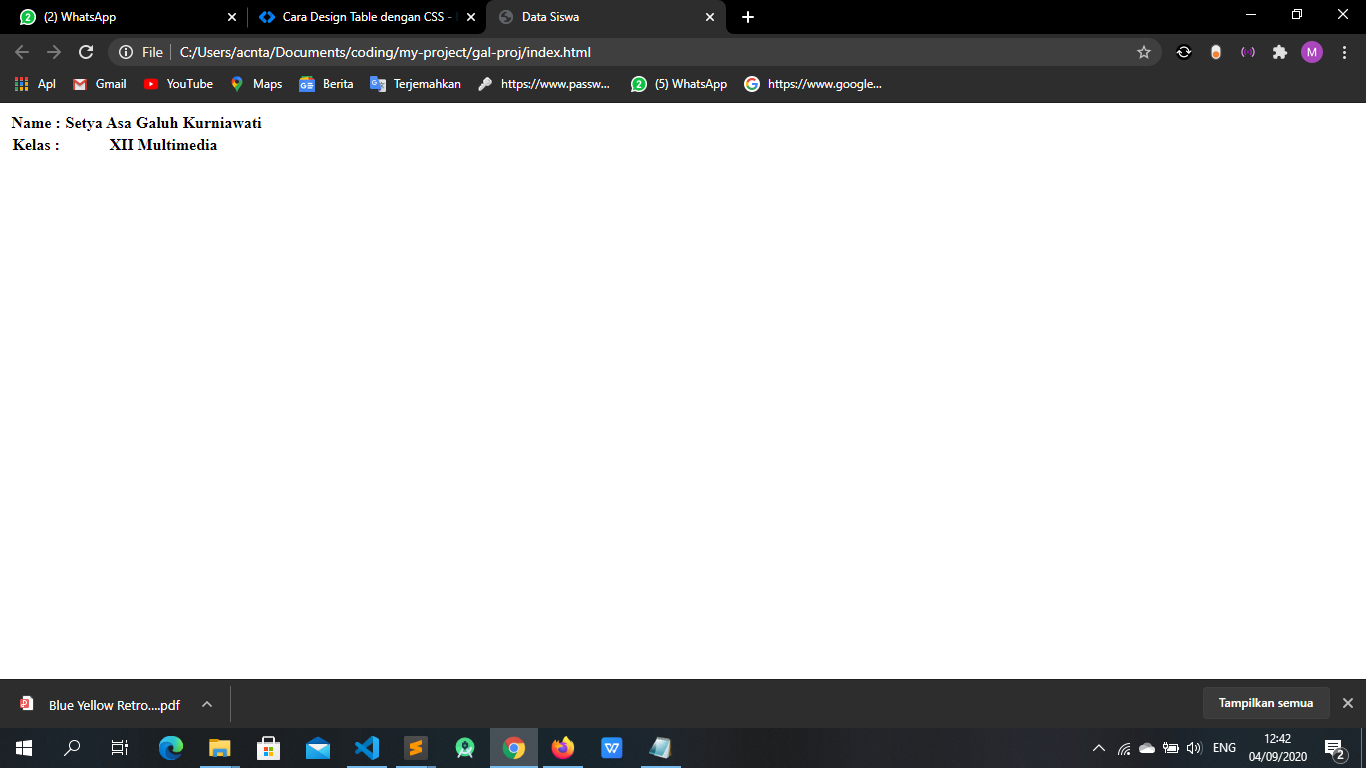 (2) WhatsApp
Cara Design Table dengan CSS -
Data Siswa
File
C:/Users/acnta/Documents/coding/my-project/gal-proj/index.html
M
Apl
Gmail
YouTube
Maps
Berita
Terjemahkan
https://www.passw...
(5) WhatsApp
https://www.google...
Name : Setya Asa Galuh Kurniawati
Kelas : XII Multimedia
Blue Yellow Retro....pdf
Tampilkan semua
ENG
12:42
04/09/2020
2